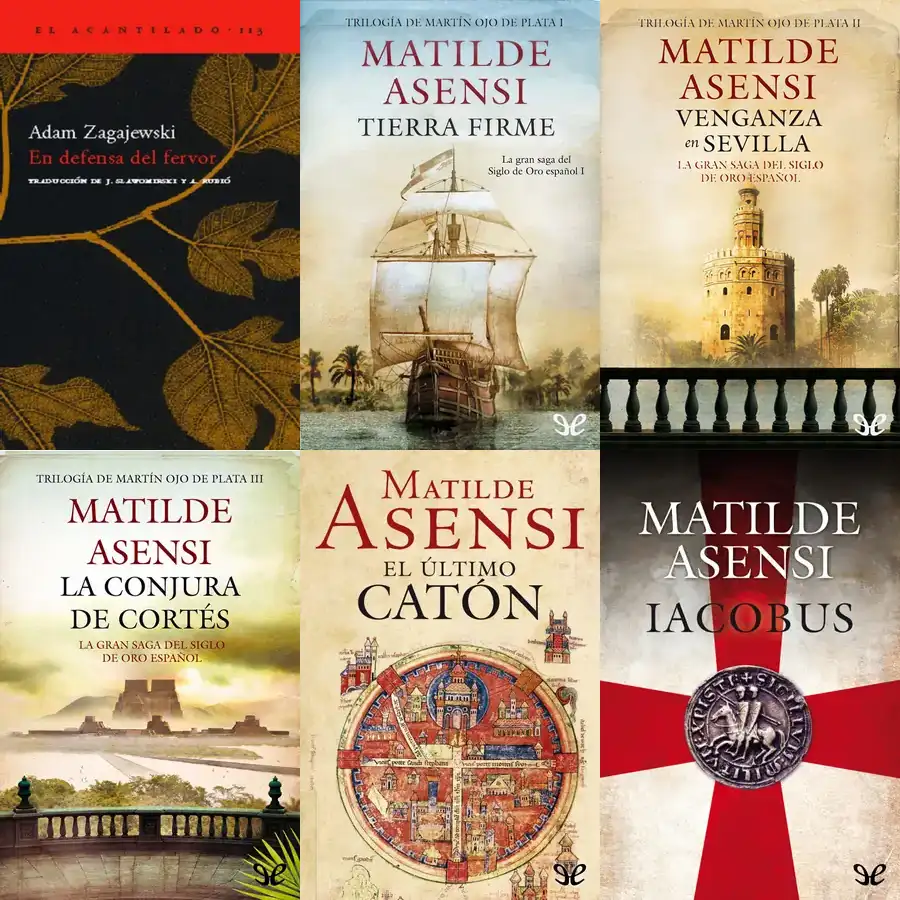 EL ACANTILADO · 113
Adam Zagajewski
En defensa del fervor
TRADUCCIÓN DE J. SLAWOMIRSKI Y A. RUBIÓ
TRILOGÍA DE MARTÍN OJO DE PLATA I
MATILDE
ASENSI
TIERRA FIRME
La gran saga del
Siglo de Oro español I
TRILOGÍA DE MARTÍN OJO DE PLATA II
MATILDE
ASENSI
VENGANZA
en SEVILLA
LA GRAN SAGA DEL SIGLO
DE ORO ESPAÑOL
TRILOGÍA DE MARTÍN OJO DE PLATA III
MATILDE
ASENSI
LA CONJURA
DE CORTÉS
LA GRAN SAGA DEL SIGLO
DE ORO ESPAÑOL
MATILDE
ASENSI
EL ÚLTIMO
CATÓN
MATILDE
ASENSI
IACOBUS